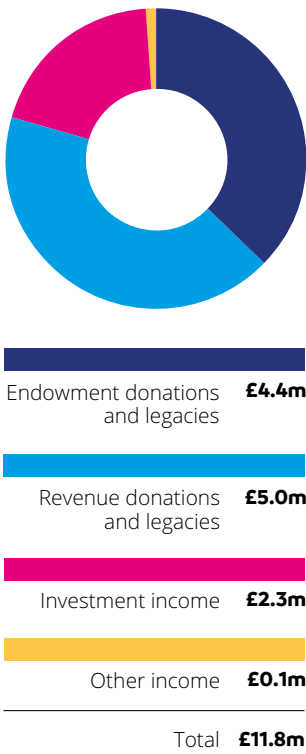 Endowment donations £4.4m
and legacies
Revenue donations £5.0m
and legacies
Investment income £2.3m
Other income £0.1m
Total £11.8m